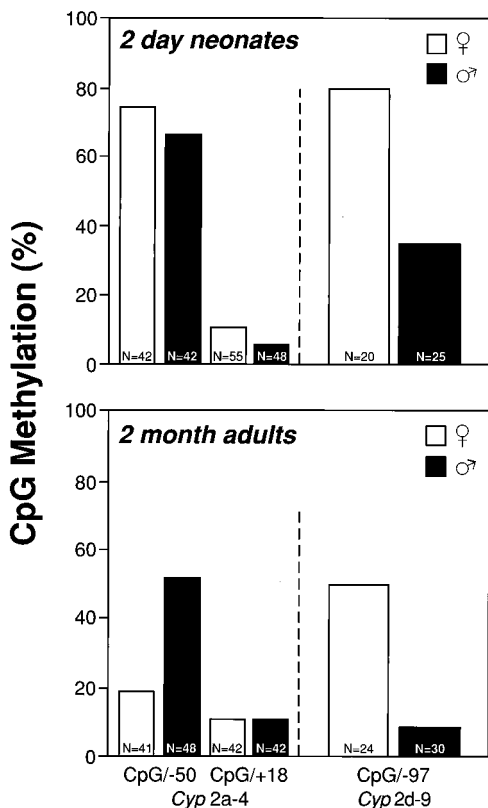 CpG Methylation (%)
100
80
60
40
20
0
2 day neonates
♀
♂
N=42 N=42 N=55 N=48 N=20 N=25
100
80
60
40
20
0
2 month adults
♀
♂
N=41 N=48 N=42 N=42 N=24 N=30
CpG/-50 CpG/+18 CpG/-97
Cyp 2a-4 Cyp 2d-9